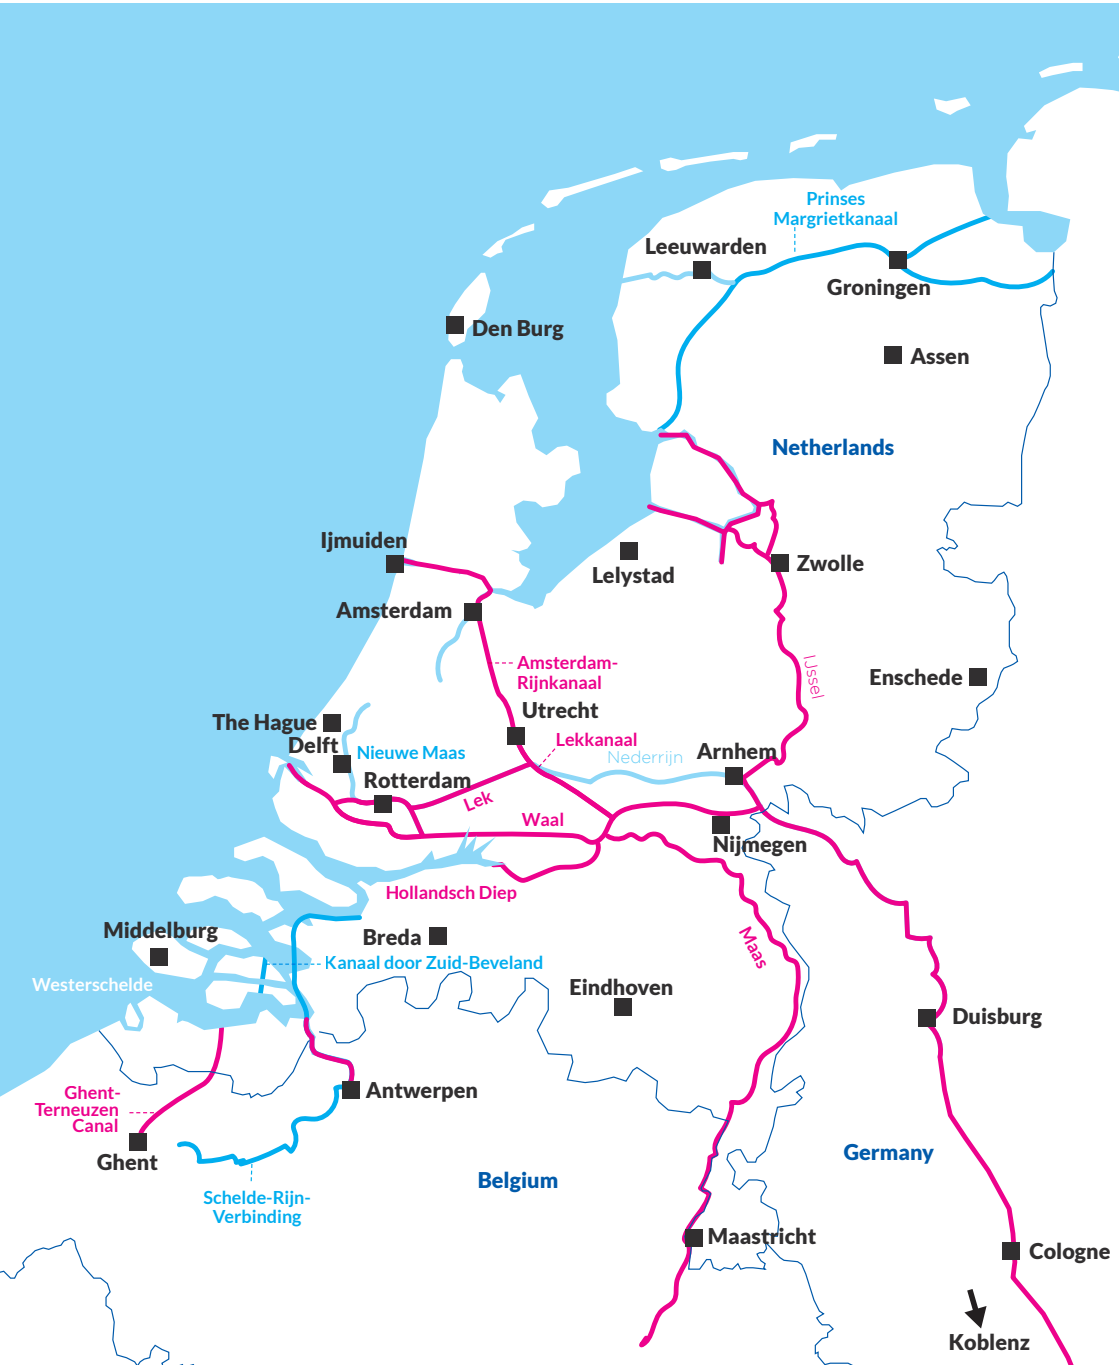 Prinses
Margrietkanaal
Leeuwarden
Groningen
Den Burg
Assen
Netherlands
Ijmuiden
Zwolle
Lelystad
Amsterdam
Amsterdam-
Rijnkanaal
IJssel
Enschede
Utrecht
The Hague
Delft
Nieuwe Maas
Lekkanaal
Nederrijn
Arnhem
Rotterdam
Lek
Waal
Nijmegen
Hollandsch Diep
Middelburg
Breda
Maas
Kanaal door Zuid-Beveland
Westerschelde
Eindhoven
Duisburg
Antwerpen
Ghent-
Terneuzen
Canal
Ghent
Germany
Belgium
Schelde-Rijn-
Verbinding
Maastricht
Cologne
Koblenz